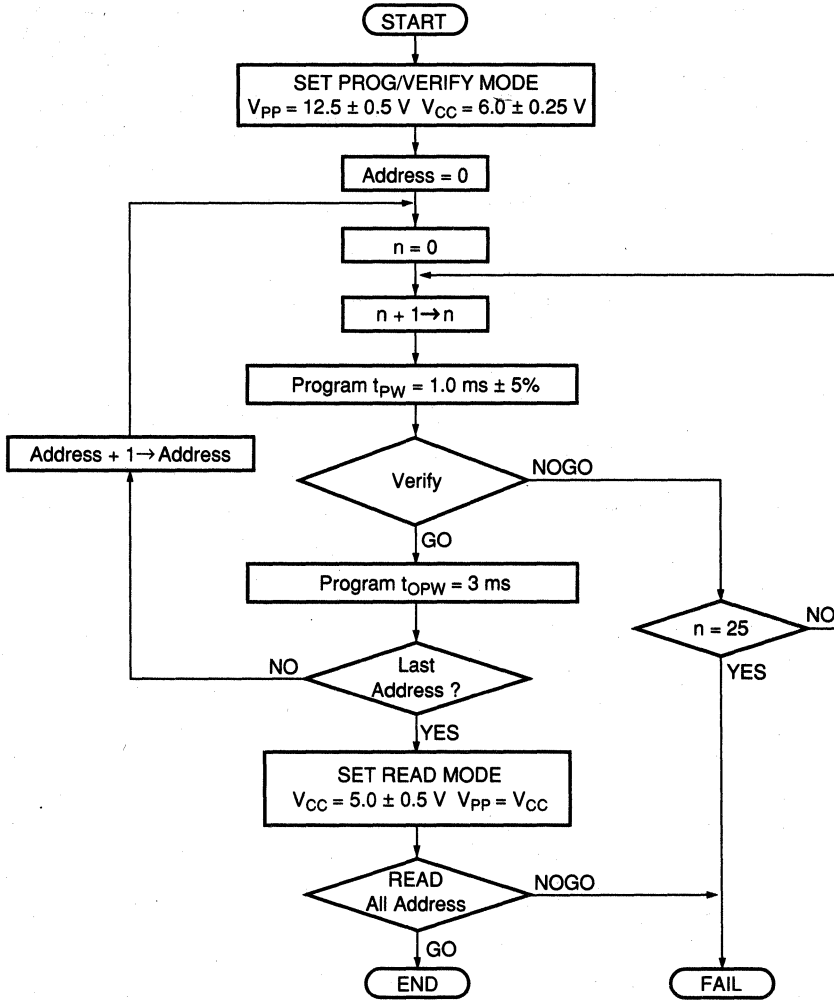 START
SET PROG/VERIFY MODE
V_PP = 12.5 ± 0.5 V V_CC = 6.0 ± 0.25 V
Address = 0
n = 0
n + 1→n
Program t_PW = 1.0 ms ± 5%
Address + 1→Address
Verify
NOGO
GO
Program t_OPW = 3 ms
n = 25
NO
NO
Last
Address ?
YES
YES
SET READ MODE
V_CC = 5.0 ± 0.5 V V_PP = V_CC
READ
All Address
NOGO
GO
END
FAIL